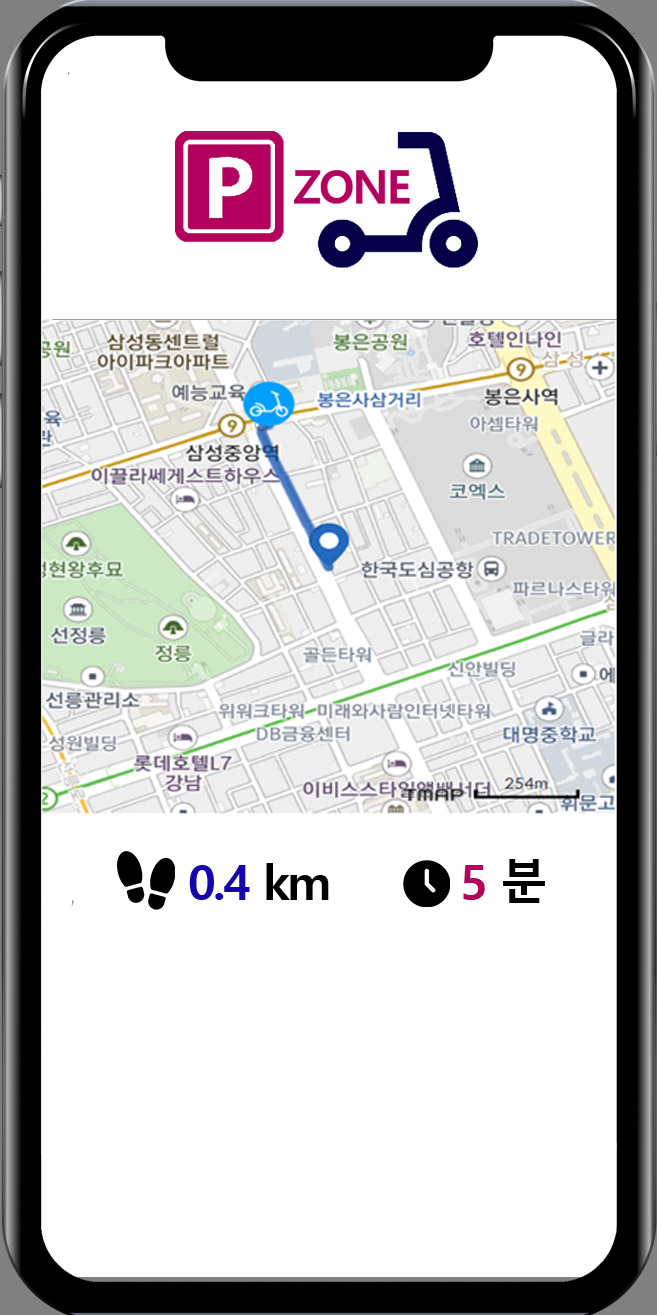 P ZONE
삼성동센트럴
아이파크아파트
봉은공원
호텔인나인
공원
삼성
9
예능교육
봉은사삼거리
봉은사역
아셈타워
9
육
삼성중앙역
이끌라쎄게스트하우스
코엑스
TRADETOWER
한국도심공항
파르나스타워
현왕후묘
선정릉
정릉
글라
골든타워
신안빌딩
선릉관리소
에
위워크타워
미래와사람인터넷타워
DB금융센터
대명중학교
성원빌딩
롯데호텔L7
강남
이비스스타일앰배서더
TMAP
254m
휘문고
2
0.4 km
5 분